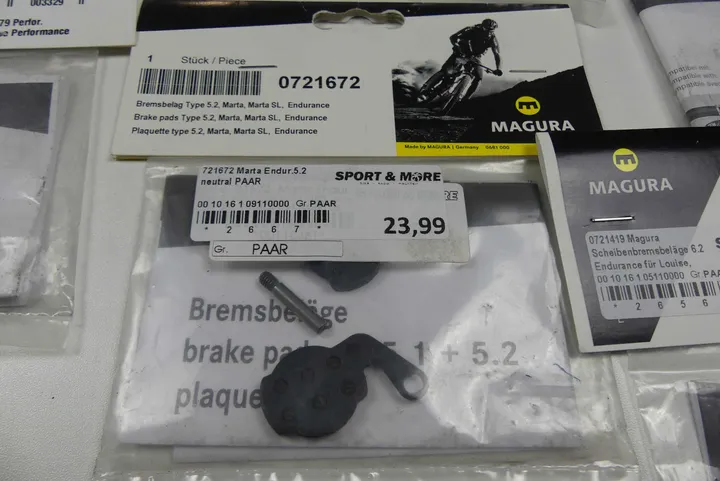 003329
79 Perfor.
Performance
1 Stück / Piece
0721672
Bremsbelag Type 5.2, Marta, Marta SL, Endurance
Brake pads Type 5.2, Marta, Marta SL, Endurance
Plaquette type 5.2, Marta, Marta SL, Endurance
MAGURA
Made by MAGURA | Germany 0681 000
721672 Marta Endur.5.2
neutral PAAR
SPORT & MORE
00 10 16 1 09110000 Gr.PAAR
* 2 6 6 7 *
23,99
Gr. PAAR
Bremsbeläge
brake pa 5.1 + 5.2
plaque
MAGURA
0721419 Magura
Scheibenbremsbeläge 6.2
Endurance für Louise,
00 10 16 1 05110000 Gr.PAAR
* 2 6 5 6